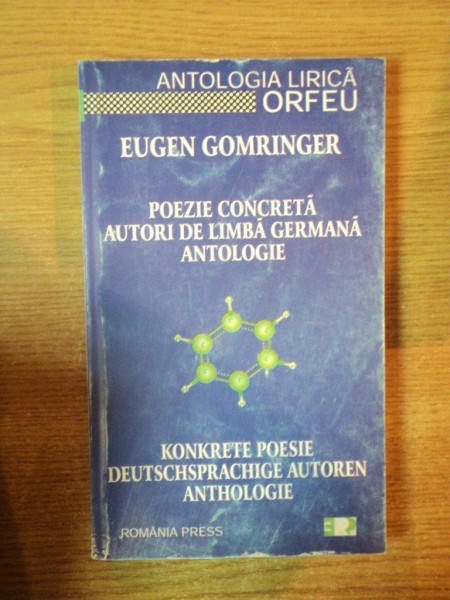 ANTOLOGIA LIRICĂ
ORFEU
EUGEN GOMRINGER
POEZIE CONCRETĂ
AUTORI DE LIMBĂ GERMANĂ
ANTOLOGIE
KONKRETE POESIE
DEUTSCHSPRACHIGE AUTOREN
ANTHOLOGIE
ROMÂNIA PRESS